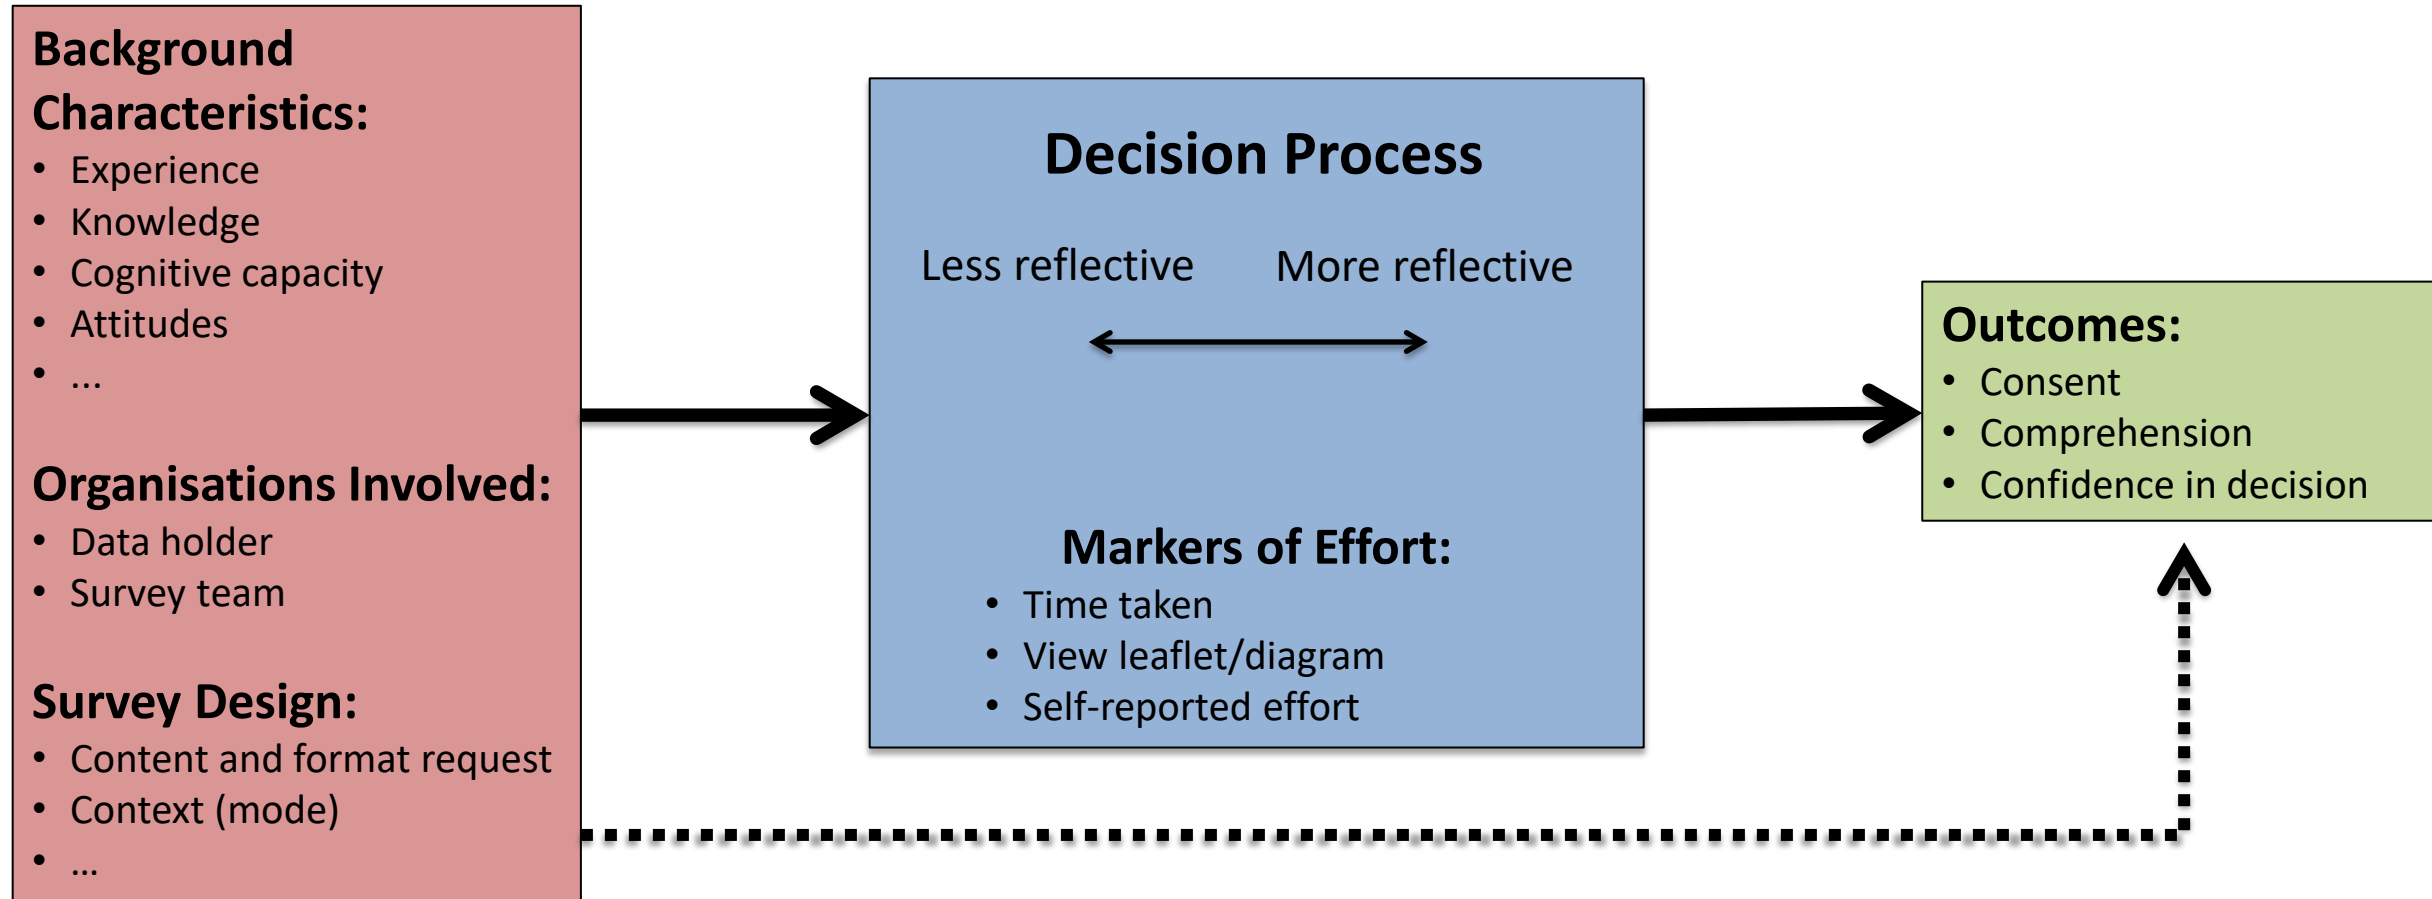 Background
Characteristics:
• Experience
• Knowledge
• Cognitive capacity
• Attitudes
• ...
Organisations Involved:
• Data holder
• Survey team
Survey Design:
• Content and format request
• Context (mode)
• ...
Decision Process
Less reflective More reflective
Markers of Effort:
• Time taken
• View leaflet/diagram
• Self-reported effort
Outcomes:
• Consent
• Comprehension
• Confidence in decision